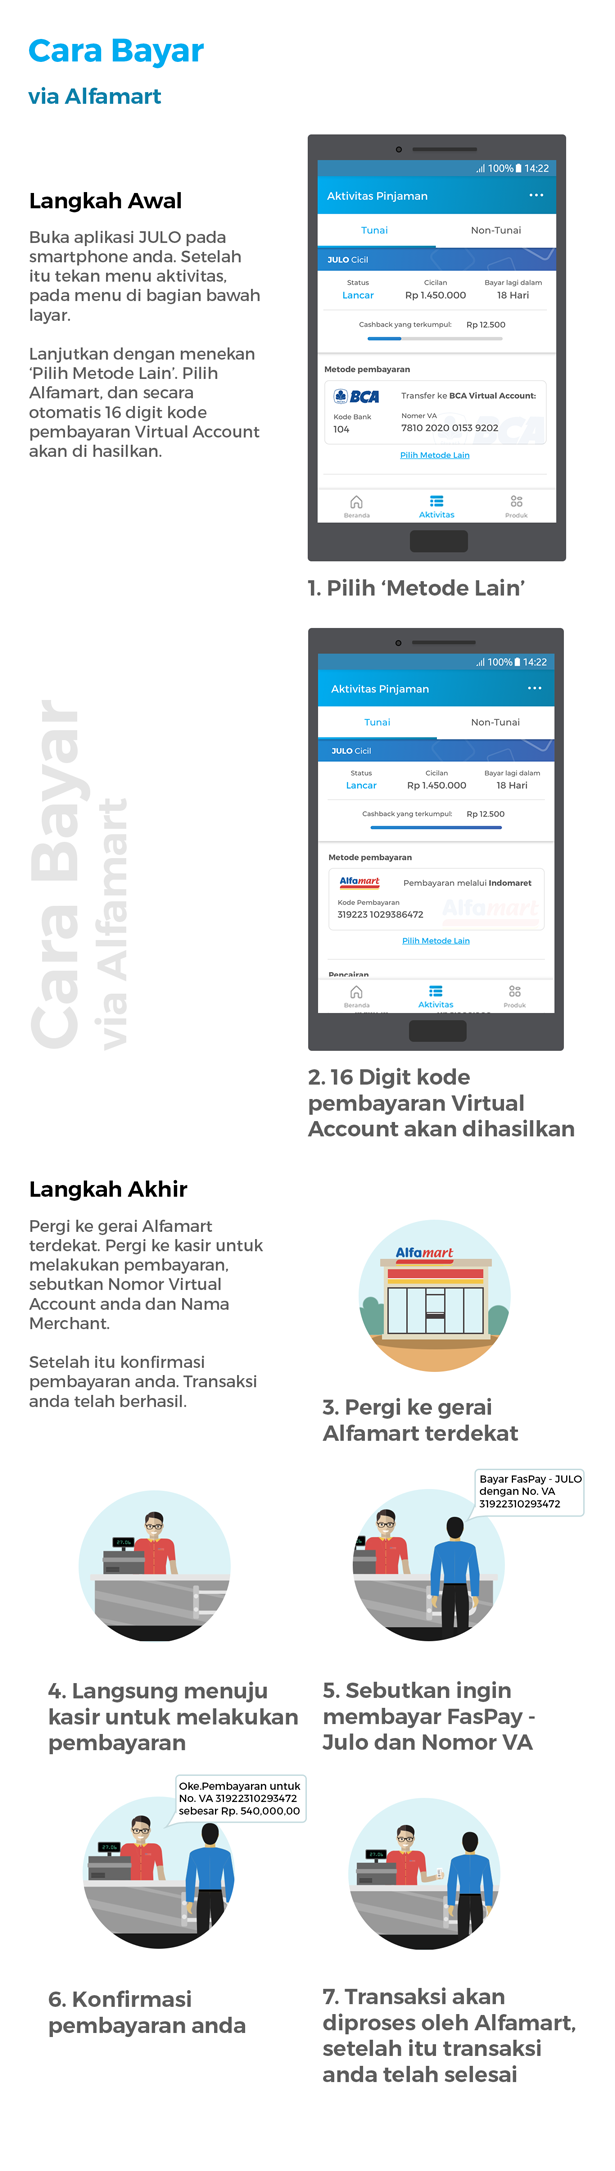 Cara Bayar
via Alfamart
Langkah Awal
Buka aplikasi JULO pada
smartphone anda. Setelah
itu tekan menu aktivitas,
pada menu di bagian bawah
layar.
Lanjutkan dengan menekan
‘Pilih Metode Lain’. Pilih
Alfamart, dan secara
otomatis 16 digit kode
pembayaran Virtual Account
akan di hasilkan.
100% 14:22
Aktivitas Pinjaman
Tunai Non-Tunai
JULO Cicil
Status Cicilan Bayar lagi dalam
Lancar Rp 1.450.000 18 Hari
Cashback yang terkumpul: Rp 12.500
Metode pembayaran
BCA Transfer ke BCA Virtual Account:
Kode Bank Nomer VA
104 7810 2020 0153 9202
BCA
Pilih Metode Lain
Beranda Aktivitas Produk
1. Pilih ‘Metode Lain’
Cara Bayar
via Alfamart
100% 14:22
Aktivitas Pinjaman
Tunai Non-Tunai
JULO Cicil
Status Cicilan Bayar lagi dalam
Lancar Rp 1.450.000 18 Hari
Cashback yang terkumpul: Rp 12.500
Metode pembayaran
Alfamart Pembayaran melalui Indomaret
Kode Pembayaran
319223 1029386472
Alfamart
Pilih Metode Lain
Pencairan
Beranda Aktivitas Produk
2. 16 Digit kode
pembayaran Virtual
Account akan dihasilkan
Langkah Akhir
Pergi ke gerai Alfamart
terdekat. Pergi ke kasir untuk
melakukan pembayaran,
sebutkan Nomor Virtual
Account anda dan Nama
Merchant.
Setelah itu konfirmasi
pembayaran anda. Transaksi
anda telah berhasil.
Alfamart
3. Pergi ke gerai
Alfamart terdekat
4. Langsung menuju
kasir untuk melakukan
pembayaran
Bayar FasPay - JULO
dengan No. VA
31922310293472
5. Sebutkan ingin
membayar FasPay -
Julo dan Nomor VA
Oke.Pembayaran untuk
No. VA 31922310293472
sebesar Rp. 540,000,00
6. Konfirmasi
pembayaran anda
7. Transaksi akan
diproses oleh Alfamart,
setelah itu transaksi
anda telah selesai